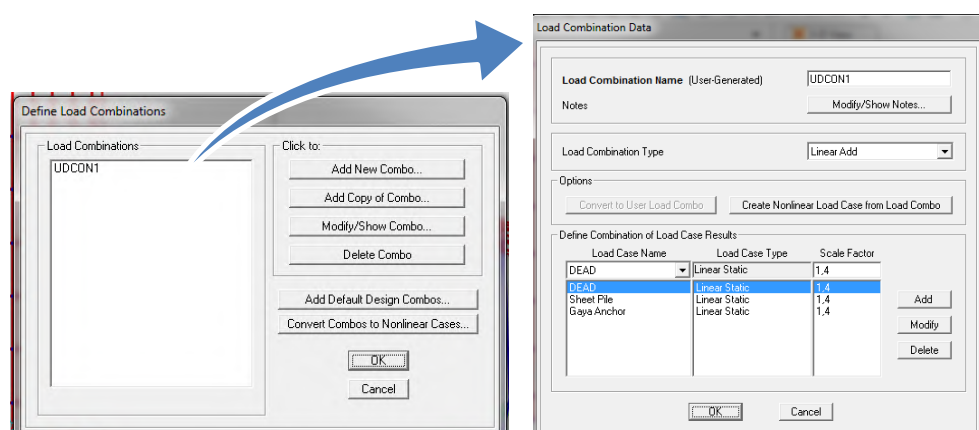 Define Load Combinations
Load Combinations
UDCON1
Click to:
Add New Combo...
Add Copy of Combo...
Modify/Show Combo...
Delete Combo
Add Default Design Combos...
Convert Combos to Nonlinear Cases...
OK
Cancel
Load Combination Data
Load Combination Name (User-Generated) UDCON1
Notes Modify/Show Notes...
Load Combination Type Linear Add
Options
Convert to User Load Combo Create Nonlinear Load Case from Load Combo
Define Combination of Load Case Results
Load Case Name Load Case Type Scale Factor
DEAD Linear Static 1,4
DEAD Linear Static 1,4
Sheet Pile Linear Static 1,4
Gaya Anchor Linear Static 1,4
Add
Modify
Delete
OK Cancel